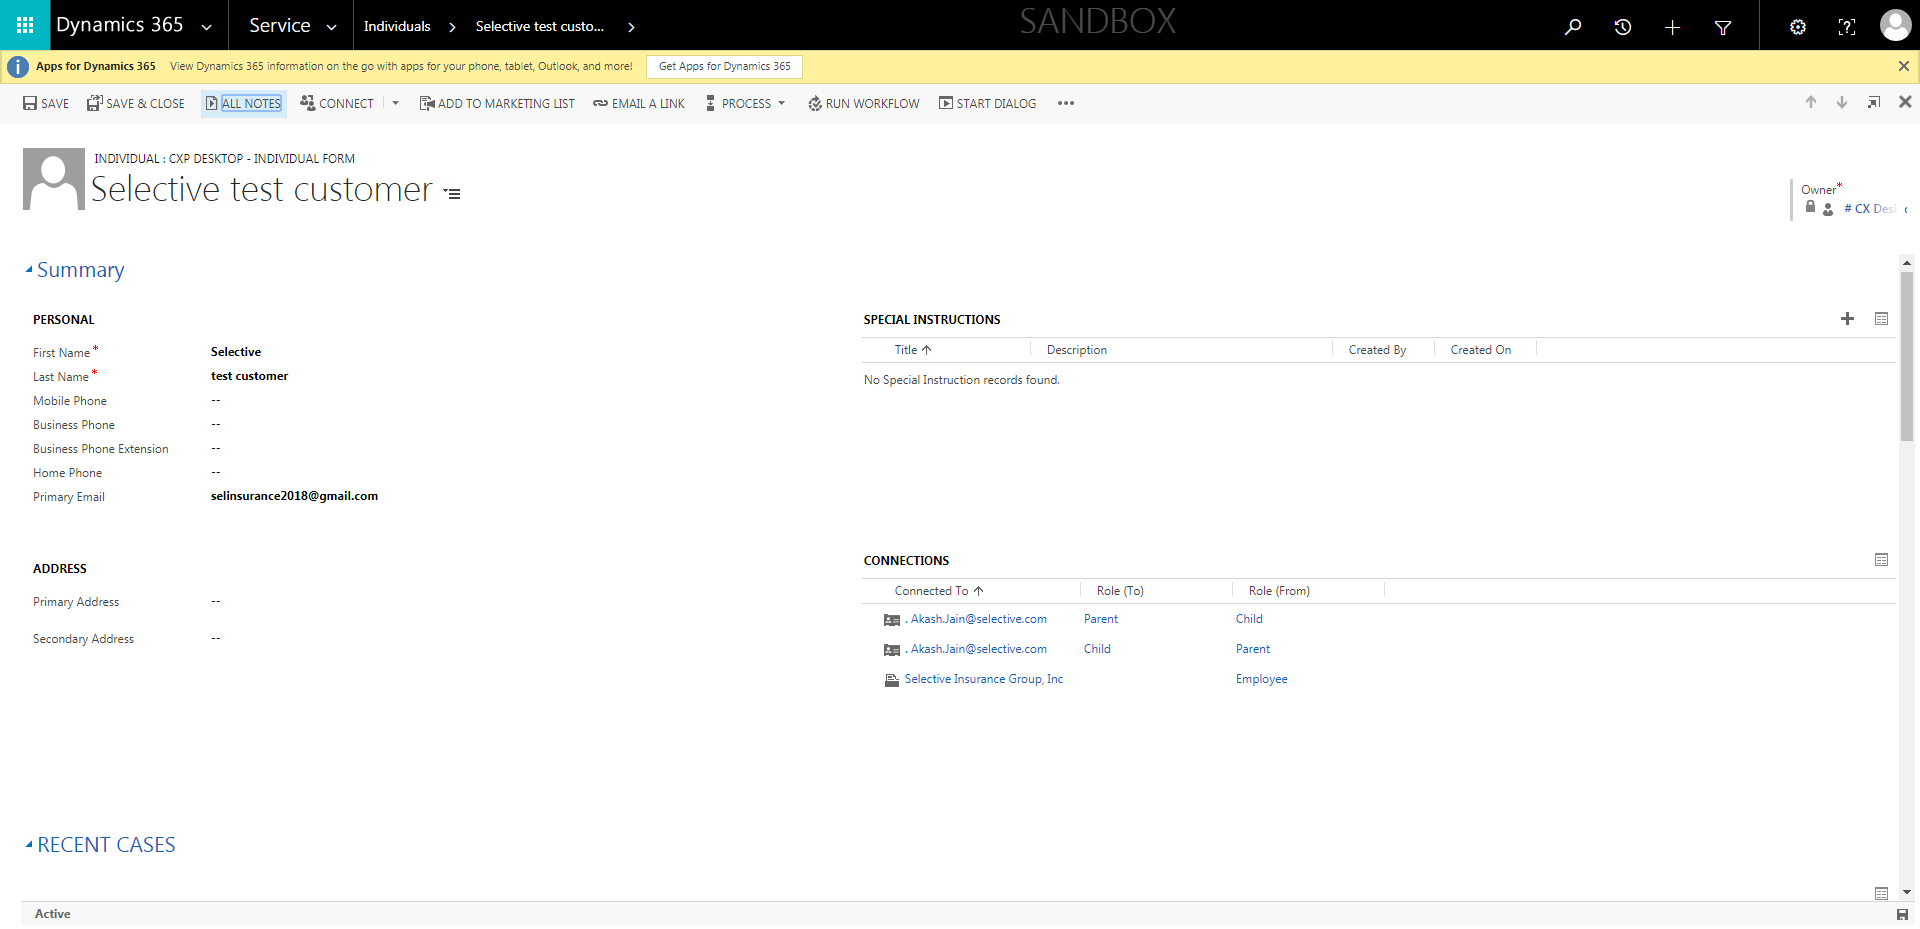 Dynamics 365 Service Individuals Selective test custo... SANDBOX
Apps for Dynamics 365 View Dynamics 365 information on the go with apps for your phone, tablet, Outlook, and more! Get Apps for Dynamics 365
SAVE SAVE & CLOSE ALL NOTES CONNECT ADD TO MARKETING LIST EMAIL A LINK PROCESS RUN WORKFLOW START DIALOG •••
INDIVIDUAL : CXP DESKTOP - INDIVIDUAL FORM
Selective test customer
Owner*
# CX Des
Summary
PERSONAL
First Name* Selective
Last Name* test customer
Mobile Phone --
Business Phone --
Business Phone Extension --
Home Phone --
Primary Email selinsurance2018@gmail.com
ADDRESS
Primary Address --
Secondary Address --
SPECIAL INSTRUCTIONS
Title Description Created By Created On
No Special Instruction records found.
CONNECTIONS
Connected To Role (To) Role (From)
. Akash.Jain@selective.com Parent Child
. Akash.Jain@selective.com Child Parent
Selective Insurance Group, Inc Employee
RECENT CASES
Active